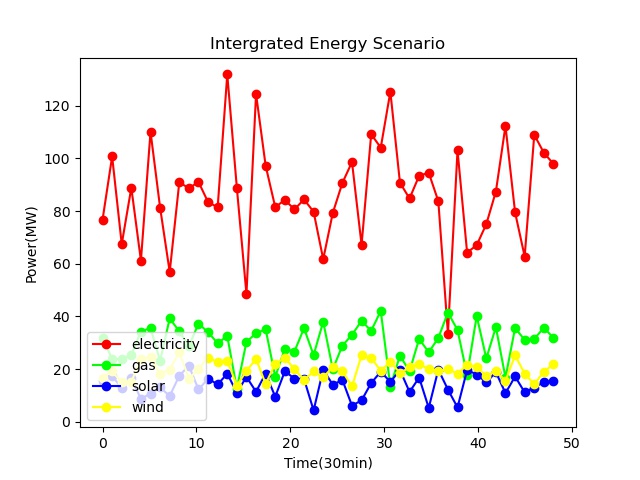 Intergrated Energy Scenario
Power(MW)
120
100
80
60
40
20
0
electricity
gas
solar
wind
0 10 20 30 40 50
Time(30min)